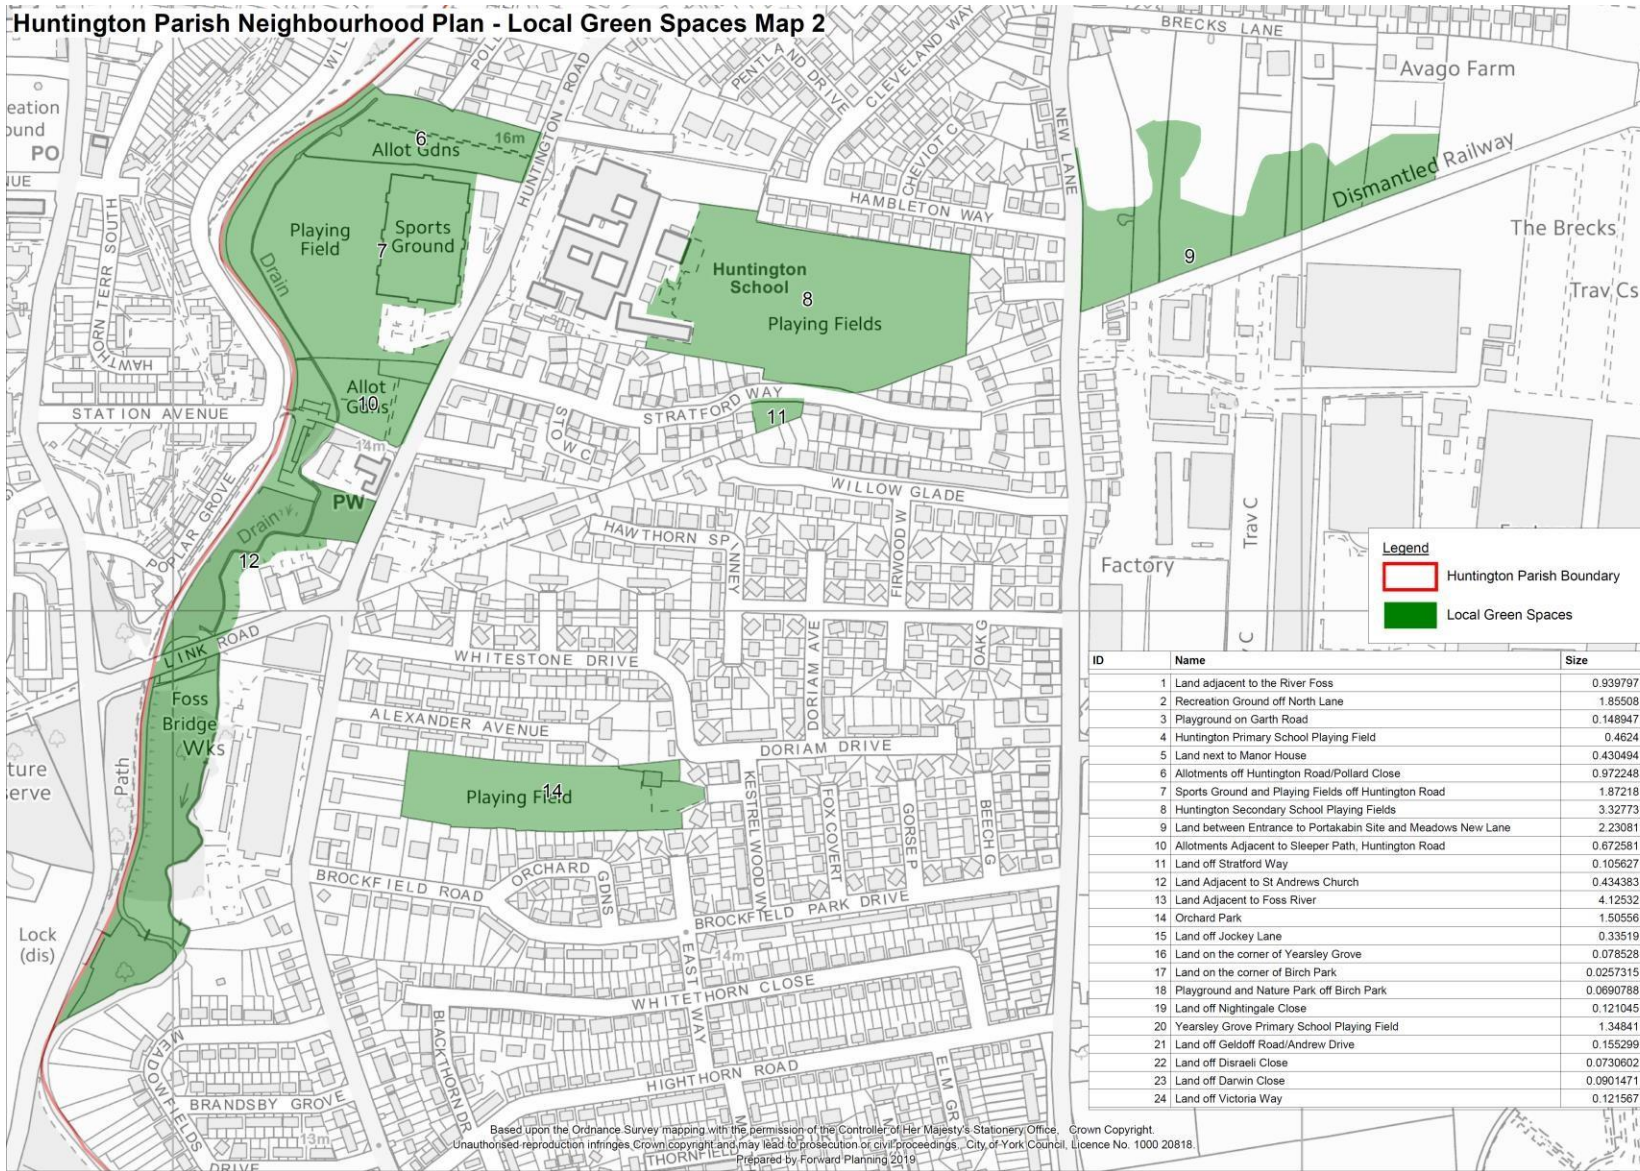 Huntington Parish Neighbourhood Plan - Local Green Spaces Map 2
BRECKS LANE
Avago Farm
PENTLAND DRIVE
CLEVELAND WAY
HUNTINGTON ROAD
NEW LANE
PO
6
16m
Allot Gdns
CHEVIOT C
HAMBLETON WAY
Dismantled Railway
HAWTHORN TERR SOUTH
Playing
Field
7
Sports
Ground
Drain
The Brecks
9
Huntington
School
8
Playing Fields
Trav Cs
HAWT
STATION AVENUE
Allot
Gdns
10
STRATFORD WAY
11
STOW C
14m
WILLOW GLADE
PW
POPLAR GROVE
Drain
12
HAWTHORN SP
ANNEY
FIRWOOD W
Trav C
Factory
Legend
Huntington Parish Boundary
Local Green Spaces
LINK ROAD
WHITESTONE DRIVE
DORIAM AVE
OAK G
Foss
Bridge
Wks
Path
ALEXANDER AVENUE
DORIAM DRIVE
Playing Field
14
KESTREL WOOD WY
FOX COVERT
GORSE P
BEECH G
BROCKFIELD ROAD
ORCHARD GDNS
BROCKFIELD PARK DRIVE
Lock
(dis)
EAST WAY
14m
WHITETHORN CLOSE
BLACKTHORN DR
HIGHTHORN ROAD
ELM GR
MEADOWFIELDS
BRANDSBY GROVE
13m
DRIVE
ID Name Size
1 Land adjacent to the River Foss 0.939797
2 Recreation Ground off North Lane 1.85508
3 Playground on Garth Road 0.148947
4 Huntington Primary School Playing Field 0.4624
5 Land next to Manor House 0.430494
6 Allotments off Huntington Road/Pollard Close 0.972248
7 Sports Ground and Playing Fields off Huntington Road 1.87218
8 Huntington Secondary School Playing Fields 3.32773
9 Land between Entrance to Portakabin Site and Meadows New Lane 2.23081
10 Allotments Adjacent to Sleeper Path, Huntington Road 0.672581
11 Land off Stratford Way 0.105627
12 Land Adjacent to St Andrews Church 0.434383
13 Land Adjacent to Foss River 4.12532
14 Orchard Park 1.50556
15 Land off Jockey Lane 0.33519
16 Land on the corner of Yearsley Grove 0.078528
17 Land on the corner of Birch Park 0.0257315
18 Playground and Nature Park off Birch Park 0.0690788
19 Land off Nightingale Close 0.121045
20 Yearsley Grove Primary School Playing Field 1.34841
21 Land off Geldoff Road/Andrew Drive 0.155299
22 Land off Disraeli Close 0.0730602
23 Land off Darwin Close 0.0901471
24 Land off Victoria Way 0.121567
Based upon the Ordnance Survey mapping with the permission of the Controller of Her Majesty's Stationery Office, Crown Copyright.
Unauthorised reproduction infringes Crown copyright and may lead to prosecution or civil proceedings. City of York Council, Licence No. 1000 20818.
Prepared by Forward Planning 2019